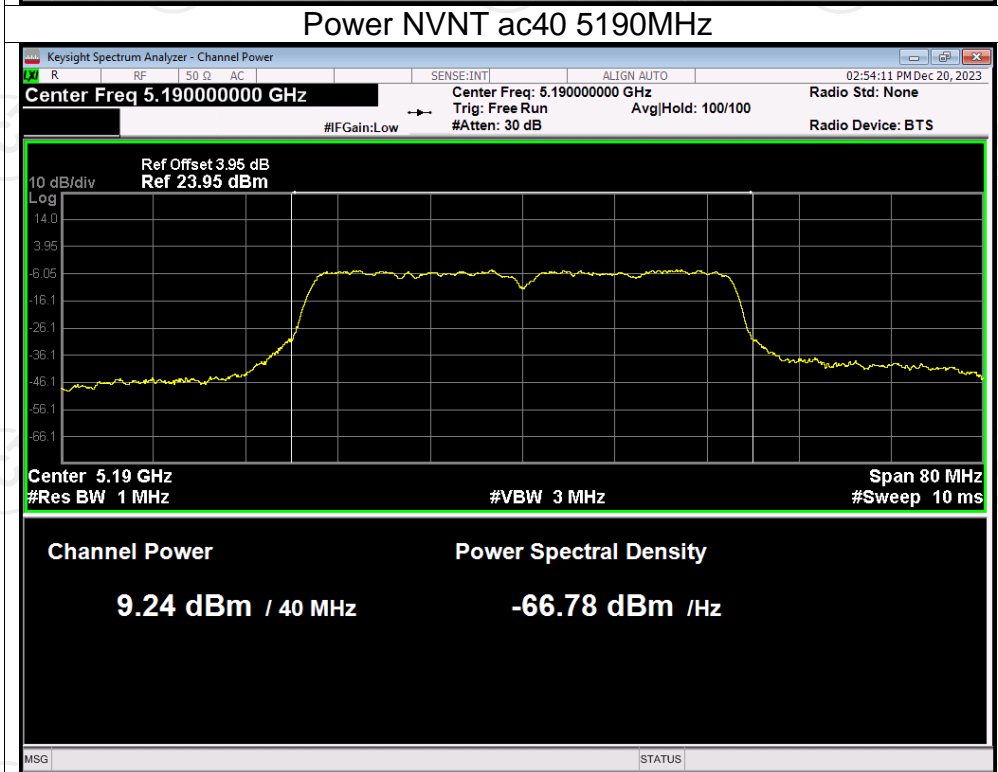 Power NVNT ac40 5190MHz
Keysight Spectrum Analyzer - Channel Power
LXI R RF 50 Ω AC SENSE:INT ALIGN AUTO 02:54:11 PM Dec 20, 2023
Center Freq 5.190000000 GHz Center Freq: 5.190000000 GHz Radio Std: None
Trig: Free Run Avg|Hold: 100/100
#IFGain:Low #Atten: 30 dB Radio Device: BTS
Ref Offset 3.95 dB
10 dB/div Ref 23.95 dBm
Log
14.0
3.95
-6.05
-16.1
-26.1
-36.1
-46.1
-56.1
-66.1
Center 5.19 GHz Span 80 MHz
#Res BW 1 MHz #VBW 3 MHz #Sweep 10 ms
Channel Power Power Spectral Density
9.24 dBm / 40 MHz -66.78 dBm /Hz
MSG STATUS